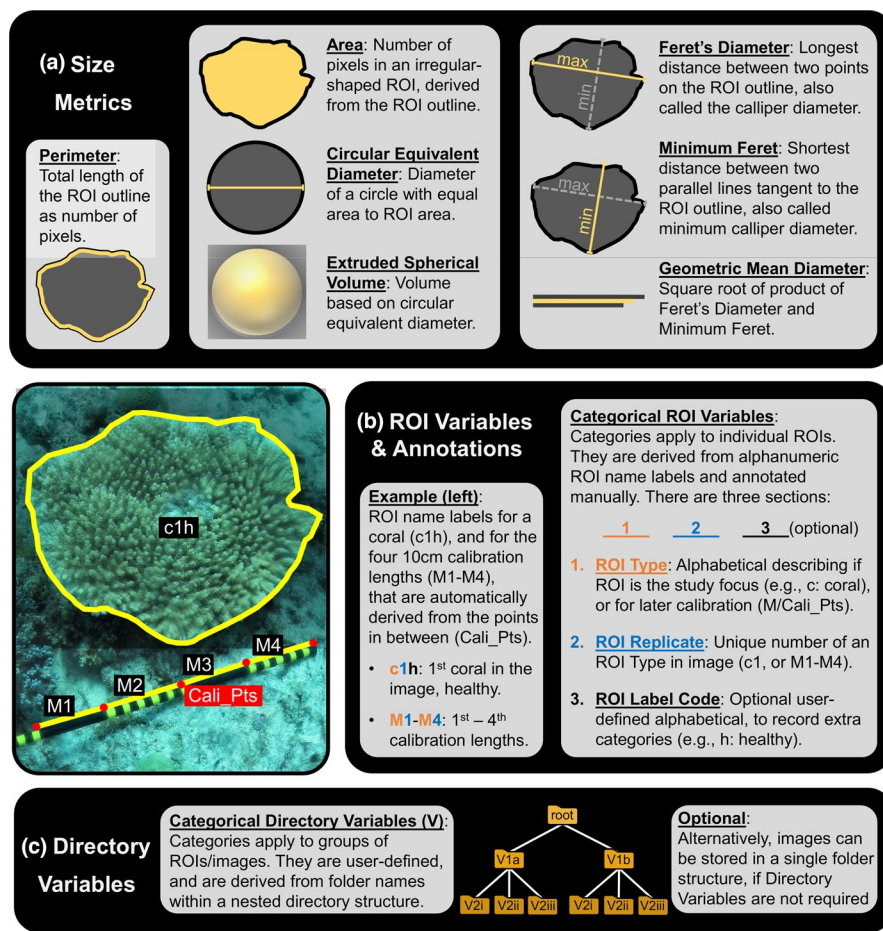 (a) Size
Metrics
Perimeter:
Total length of
the ROI outline
as number of
pixels.
Area: Number of
pixels in an irregular-
shaped ROI, derived
from the ROI outline.
Circular Equivalent
Diameter: Diameter
of a circle with equal
area to ROI area.
Extruded Spherical
Volume: Volume
based on circular
equivalent diameter.
max
min
Feret's Diameter: Longest
distance between two points
on the ROI outline, also
called the calliper diameter.
max
min
Minimum Feret: Shortest
distance between two
parallel lines tangent to the
ROI outline, also called
minimum calliper diameter.
Geometric Mean Diameter:
Square root of product of
Feret's Diameter and
Minimum Feret.
c1h
M1
M2
M3
M4
Cali_Pts
(b) ROI Variables
& Annotations
Example (left):
ROI name labels for a
coral (c1h), and for the
four 10cm calibration
lengths (M1-M4),
that are automatically
derived from the points
in between (Cali_Pts).
• c1h: 1st coral in the
image, healthy.
• M1-M4: 1st – 4th
calibration lengths.
Categorical ROI Variables:
Categories apply to individual ROIs.
They are derived from alphanumeric
ROI name labels and annotated
manually. There are three sections:
1 2 3 (optional)
1. ROI Type: Alphabetical describing if
ROI is the study focus (e.g., c: coral),
or for later calibration (M/Cali_Pts).
2. ROI Replicate: Unique number of an
ROI Type in image (c1, or M1-M4).
3. ROI Label Code: Optional user-
defined alphabetical, to record extra
categories (e.g., h: healthy).
(c) Directory
Variables
Categorical Directory Variables (V):
Categories apply to groups of
ROIs/images. They are user-defined,
and are derived from folder names
within a nested directory structure.
root
V1a V1b
V2i V2ii V2iii V2i V2ii V2iii
Optional:
Alternatively, images can
be stored in a single folder
structure, if Directory
Variables are not required